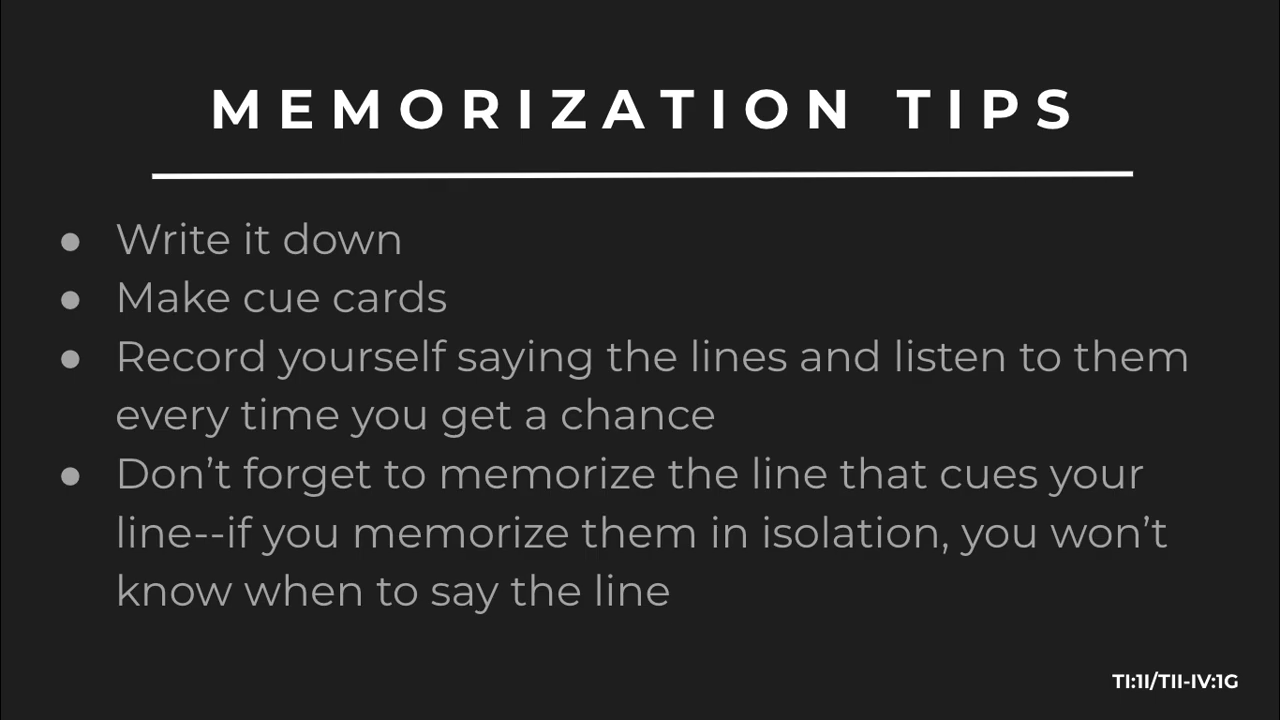 MEMORIZATION TIPS
● Write it down
● Make cue cards
● Record yourself saying the lines and listen to them
every time you get a chance
● Don’t forget to memorize the line that cues your
line--if you memorize them in isolation, you won’t
know when to say the line
TI:1I/TII-IV:1G